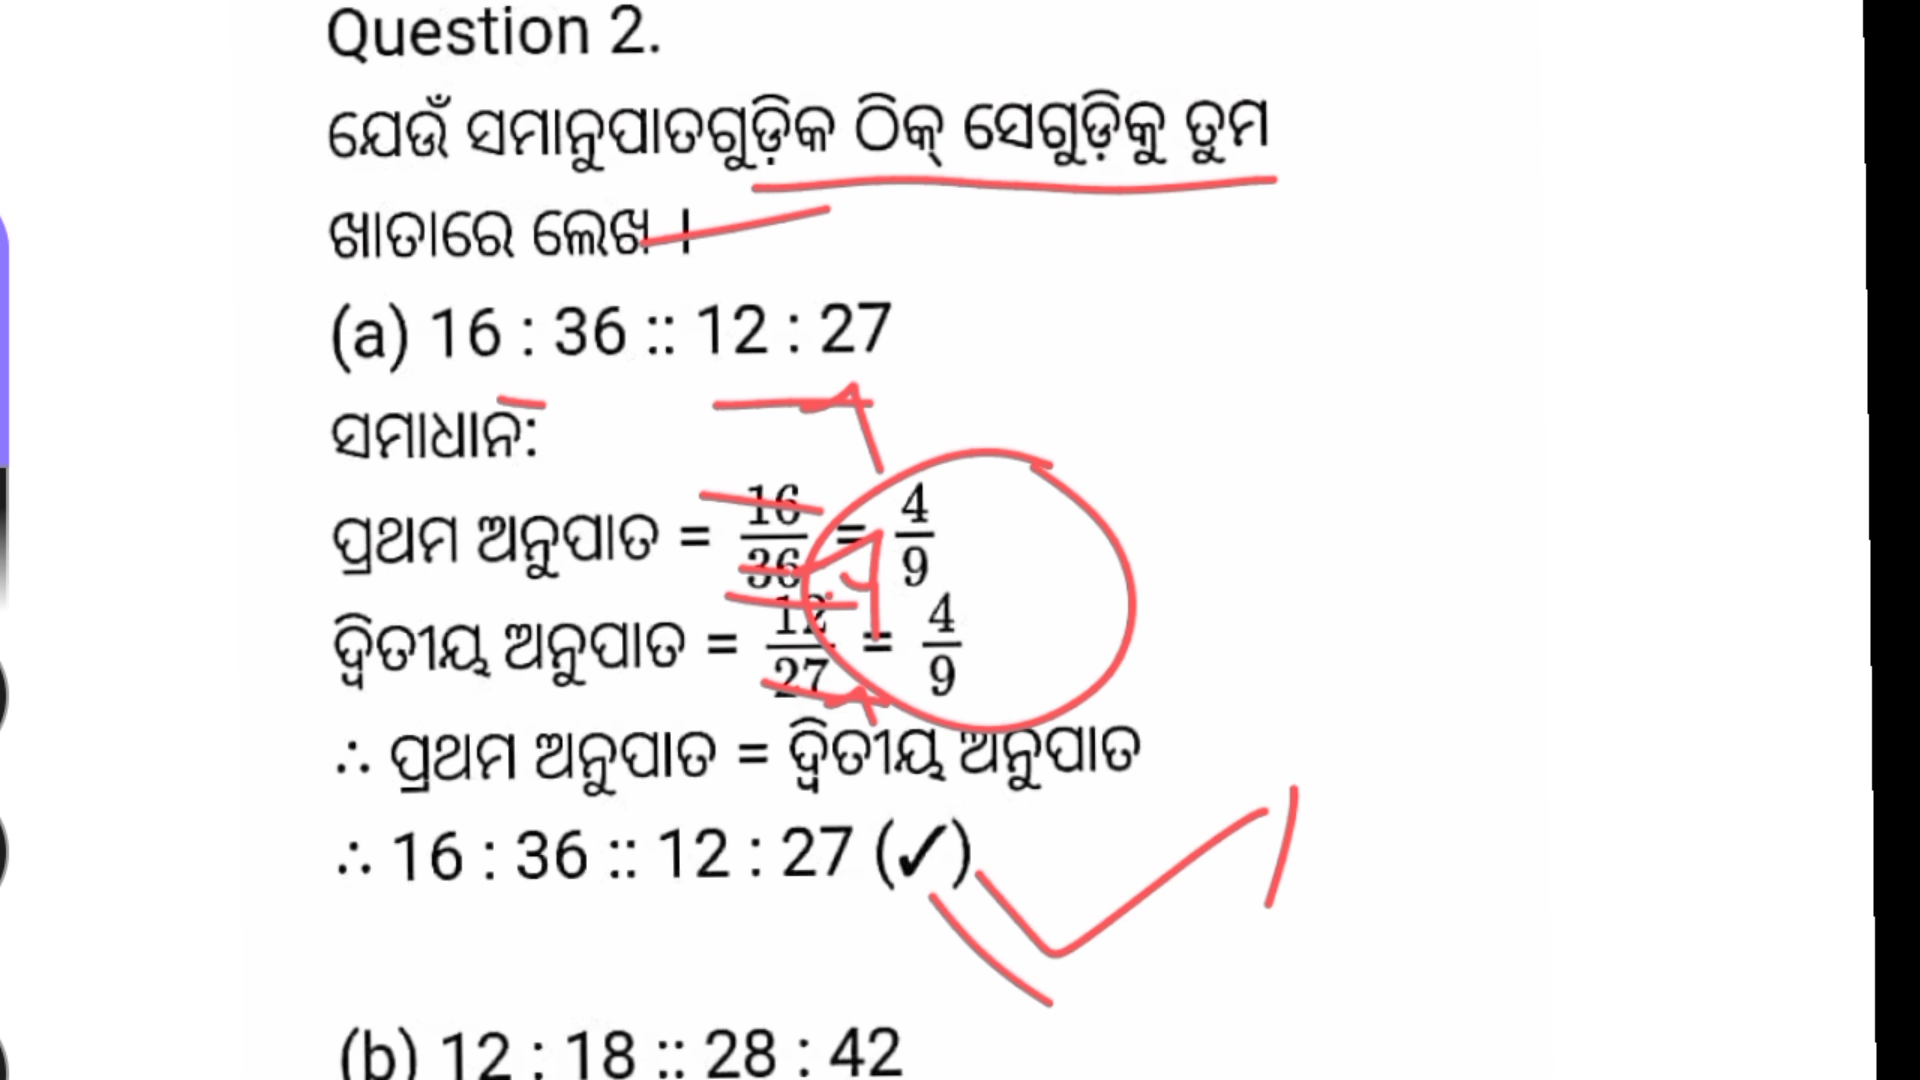 Question 2.
ଯେଉଁ ସମାନୁପାତଗୁଡ଼ିକ ଠିକ୍ ସେଗୁଡ଼ିକୁ ତୁମ
ଖାତାରେ ଲେଖ ।
(a) 16 : 36 :: 12 : 27
ସମାଧାନ:
ପ୍ରଥମ ଅନୁପାତ = 16/36 = 4/9
ଦ୍ୱିତୀୟ ଅନୁପାତ = 12/27 = 4/9
∴ ପ୍ରଥମ ଅନୁପାତ = ଦ୍ୱିତୀୟ ଅନୁପାତ
∴ 16 : 36 :: 12 : 27 (✓)
(b) 12 : 18 :: 28 : 42